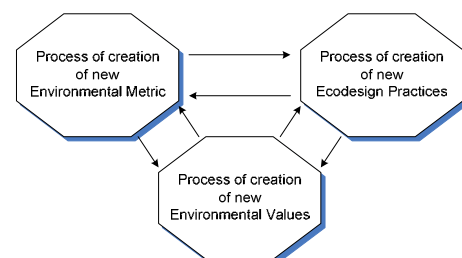 Process of creation
of new
Environmental Metric
Process of creation
of new
Ecodesign Practices
Process of creation
of new
Environmental Values